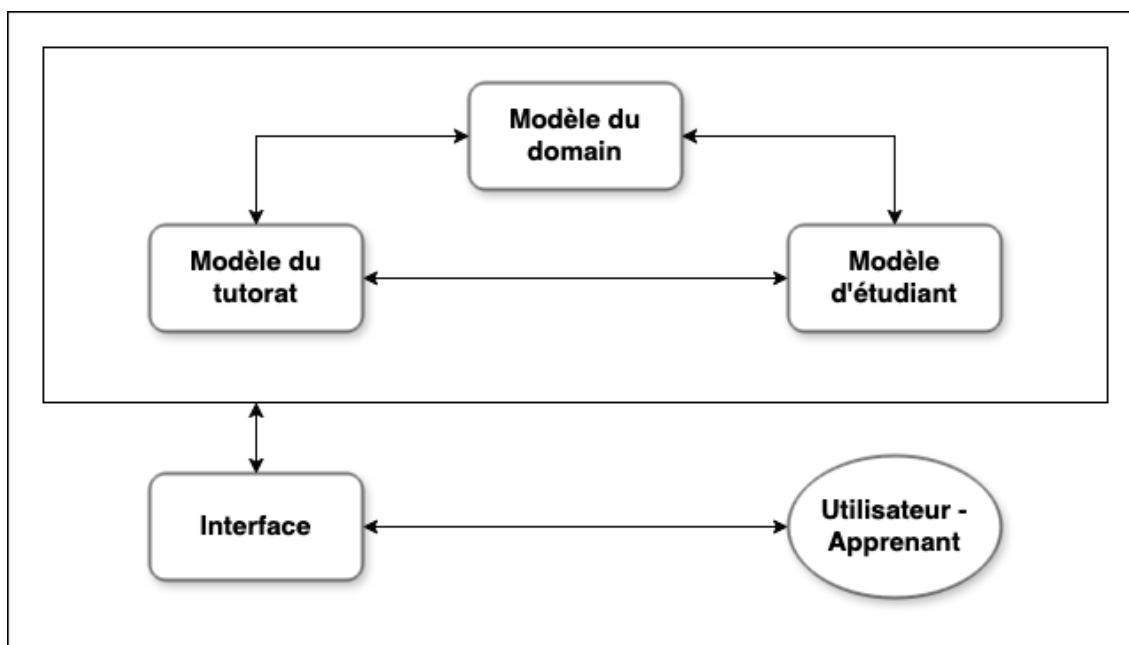 Modèle du
domain
Modèle du
tutorat
Modèle
d'étudiant
Interface
Utilisateur -
Apprenant